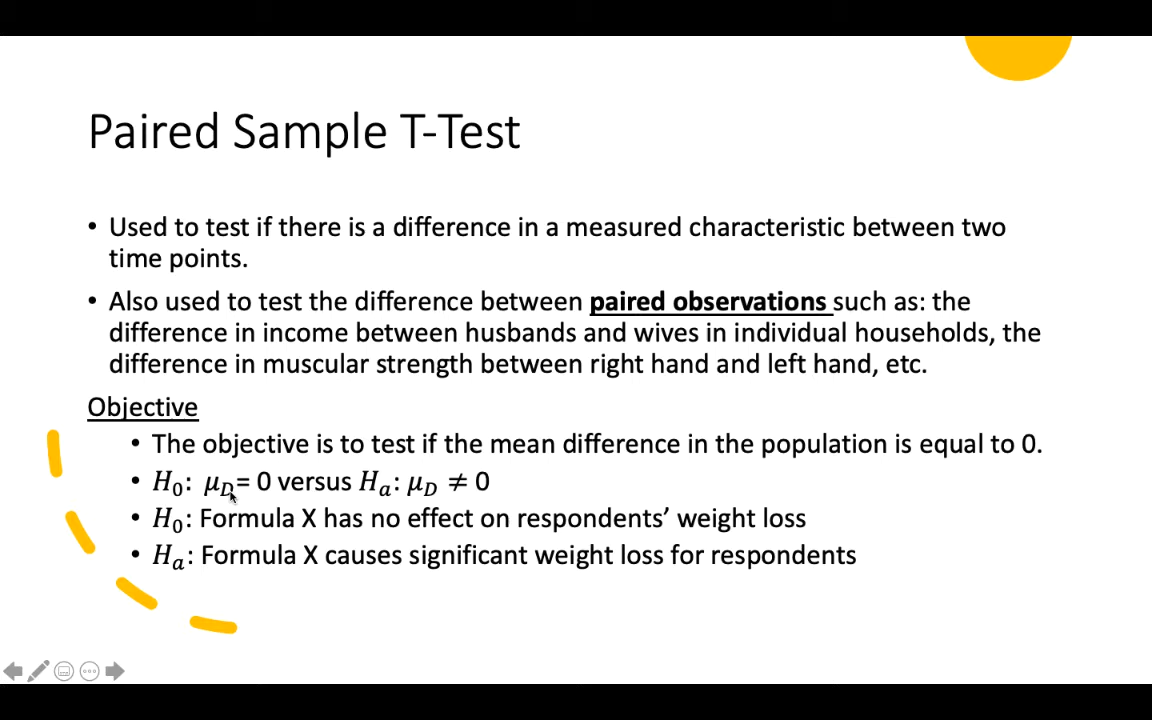 Paired Sample T-Test
• Used to test if there is a difference in a measured characteristic between two
time points.
• Also used to test the difference between paired observations such as: the
difference in income between husbands and wives in individual households, the
difference in muscular strength between right hand and left hand, etc.
Objective
• The objective is to test if the mean difference in the population is equal to 0.
• H₀: μ_D= 0 versus Hₐ: μ_D ≠ 0
• H₀: Formula X has no effect on respondents’ weight loss
• Hₐ: Formula X causes significant weight loss for respondents